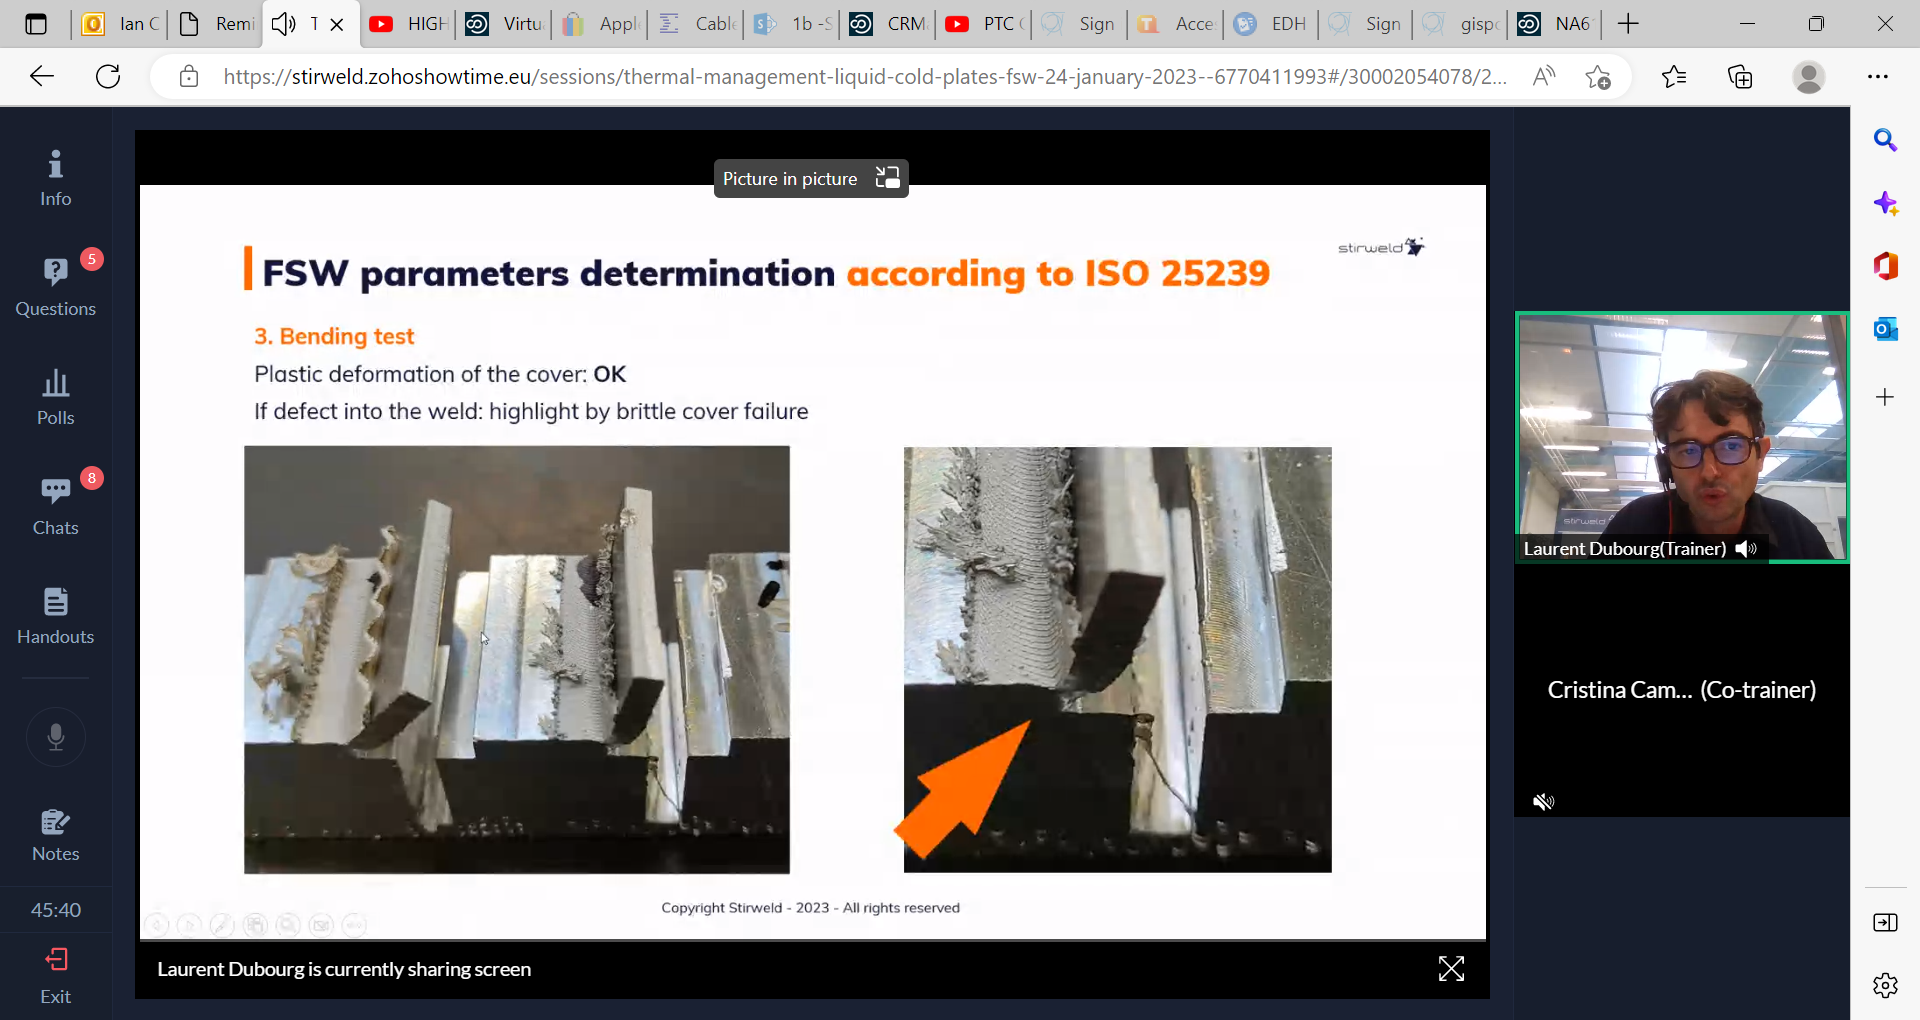 Ian C
Remi
T
HIGH
Virtu
Appl
Cable
1b -S
CRM
PTC
Sign
Acce
EDH
Sign
gisp
NA6
https://stirweld.zohoshowtime.eu/sessions/thermal-management-liquid-cold-plates-fsw-24-january-2023--6770411993#/30002054078/2...
Info
5
Questions
Polls
8
Chats
Handouts
Notes
45:40
Exit
Picture in picture
stirweld
FSW parameters determination according to ISO 25239
3. Bending test
Plastic deformation of the cover: OK
If defect into the weld: highlight by brittle cover failure
Copyright Stirweld - 2023 - All rights reserved
Laurent Dubourg is currently sharing screen
stirweld
Laurent Dubourg(Trainer)
Cristina Cam... (Co-trainer)